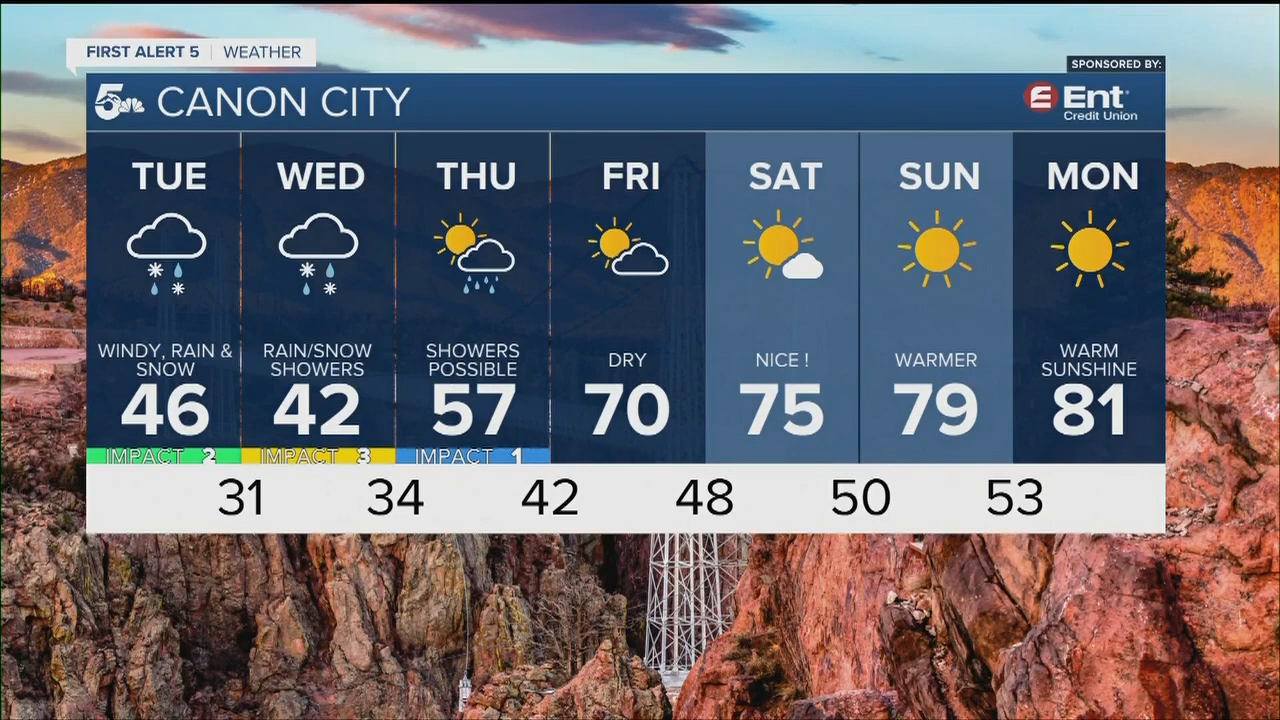 FIRST ALERT 5 | WEATHER
SPONSORED BY:
5 CANON CITY
Ent
Credit Union
TUE WED THU FRI SAT SUN MON
WINDY, RAIN & SNOW
RAIN/SNOW SHOWERS
SHOWERS POSSIBLE
DRY
NICE !
WARMER
WARM SUNSHINE
46 42 57 70 75 79 81
IMPACT 2 IMPACT 3 IMPACT 1
31 34 42 48 50 53